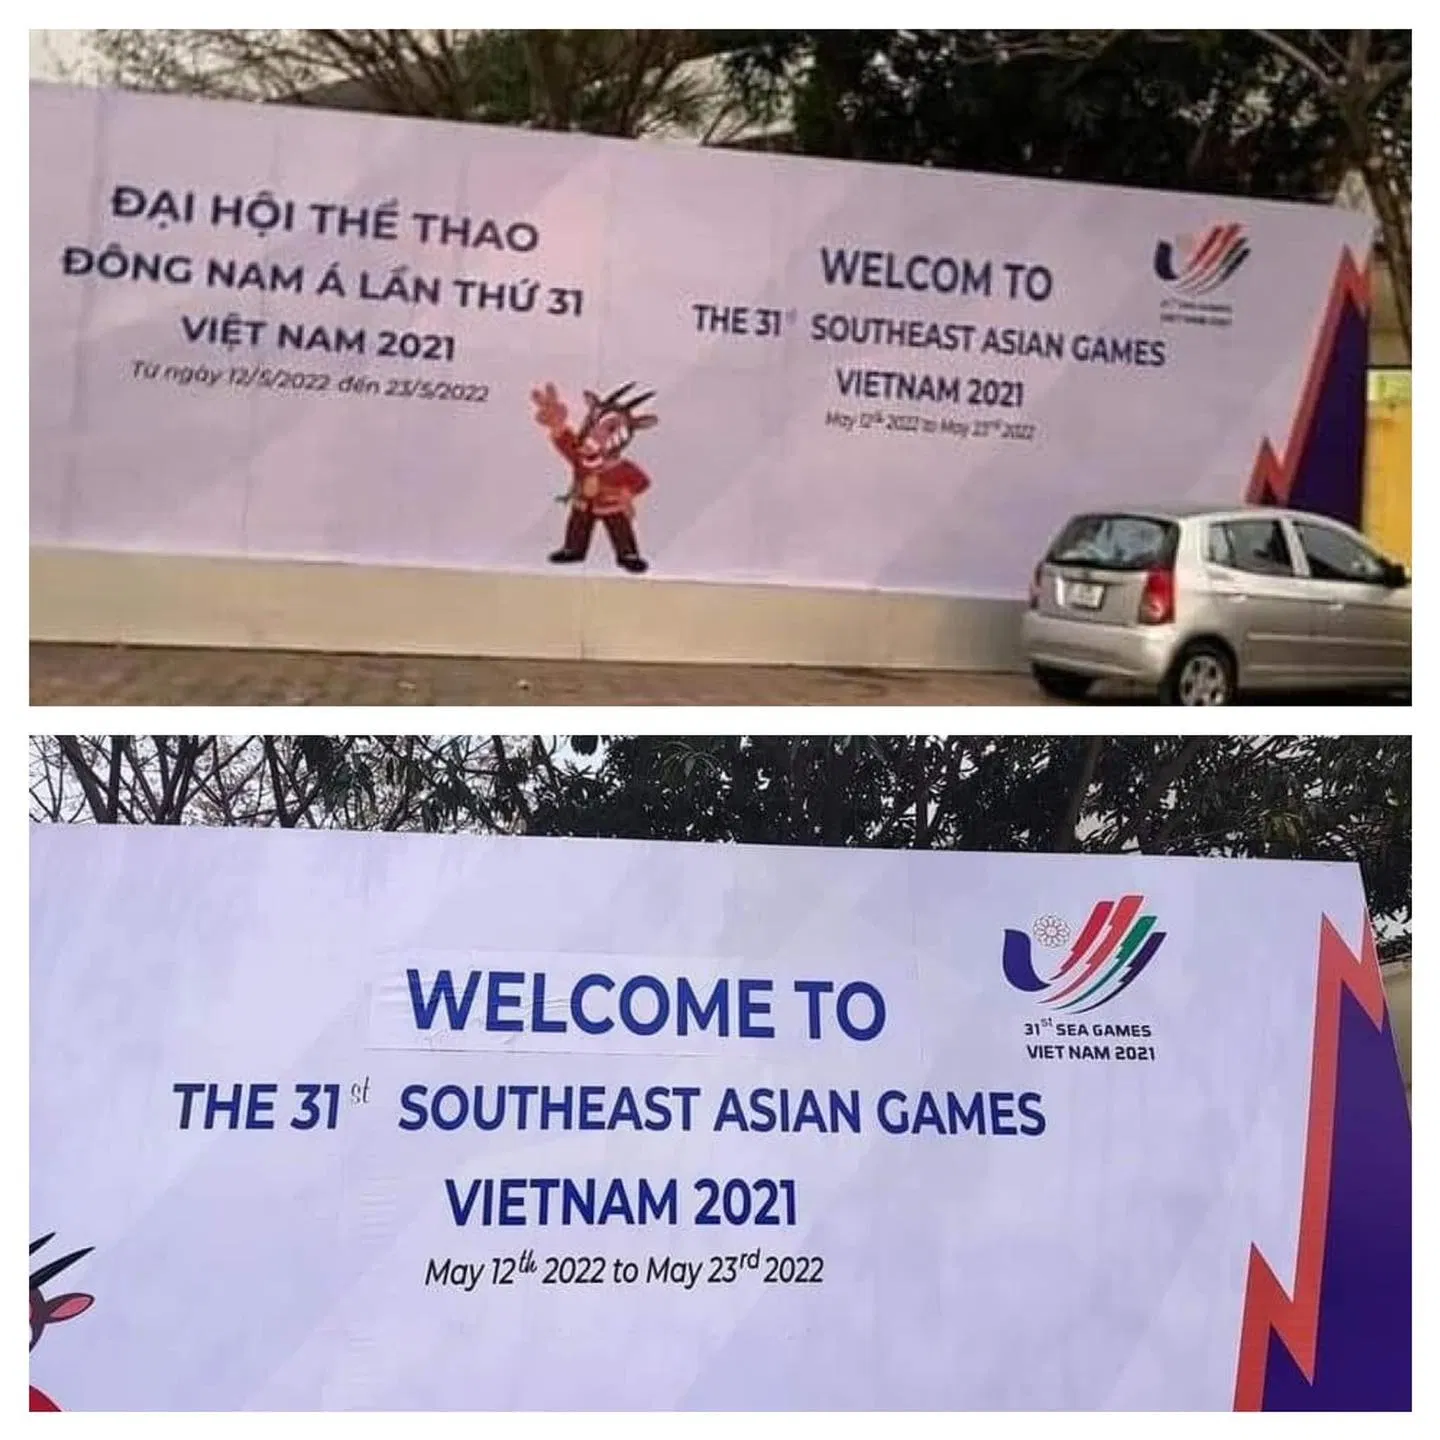 ĐẠI HỘI THỂ THAO
ĐÔNG NAM Á LẦN THỨ 31
VIỆT NAM 2021
Từ ngày 12/5/2022 đến 23/5/2022
WELCOM TO
THE 31st SOUTHEAST ASIAN GAMES
VIETNAM 2021
May 12th 2022 to May 23rd 2022
WELCOME TO
THE 31st SOUTHEAST ASIAN GAMES
VIETNAM 2021
May 12th 2022 to May 23rd 2022
31st SEA GAMES
VIET NAM 2021